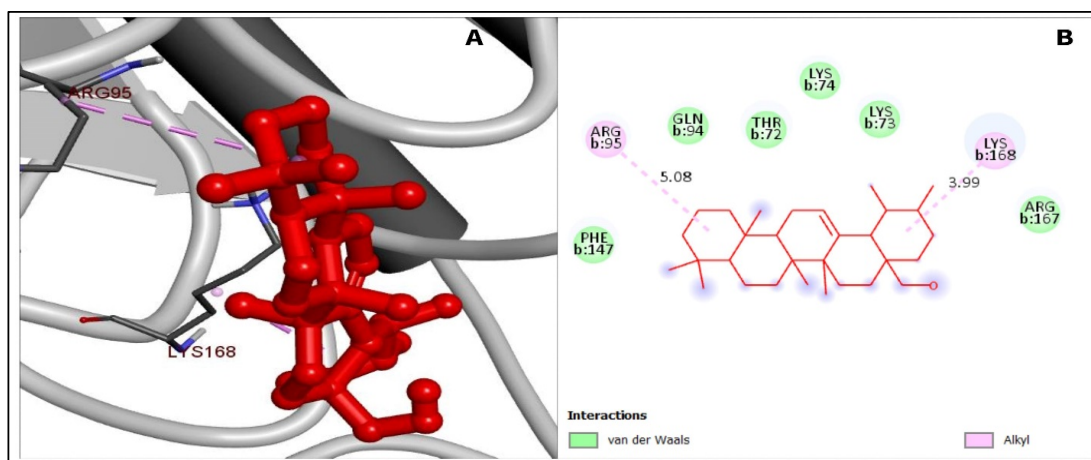 A
ARG95
LYS168
B
LYS
b:74
GLN
b:94
THR
b:72
LYS
b:73
ARG
b:95
LYS
b:168
5.08
3.99
ARG
b:167
PHE
b:147
O
Interactions
van der Waals
Alkyl